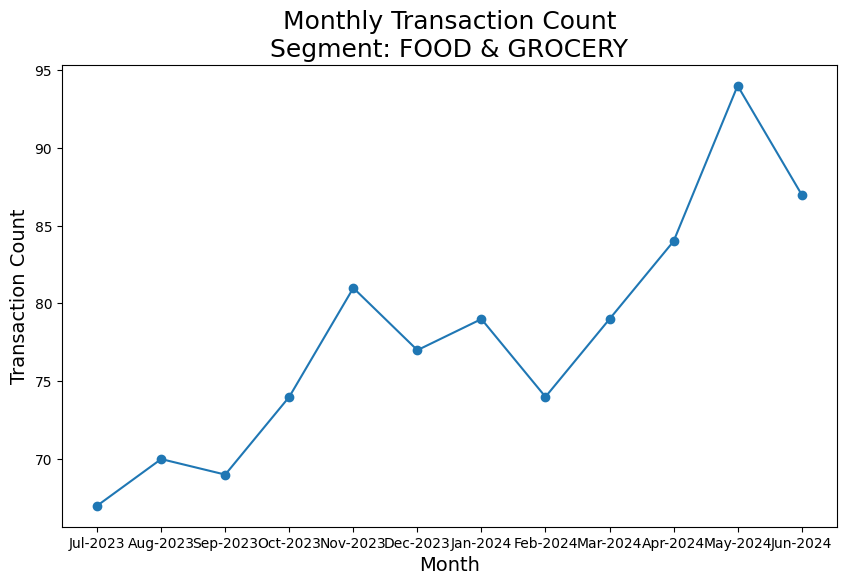 Monthly Transaction Count
Segment: FOOD & GROCERY
Transaction Count
95
90
85
80
75
70
Jul-2023 Aug-2023 Sep-2023 Oct-2023 Nov-2023 Dec-2023 Jan-2024 Feb-2024 Mar-2024 Apr-2024 May-2024 Jun-2024
Month